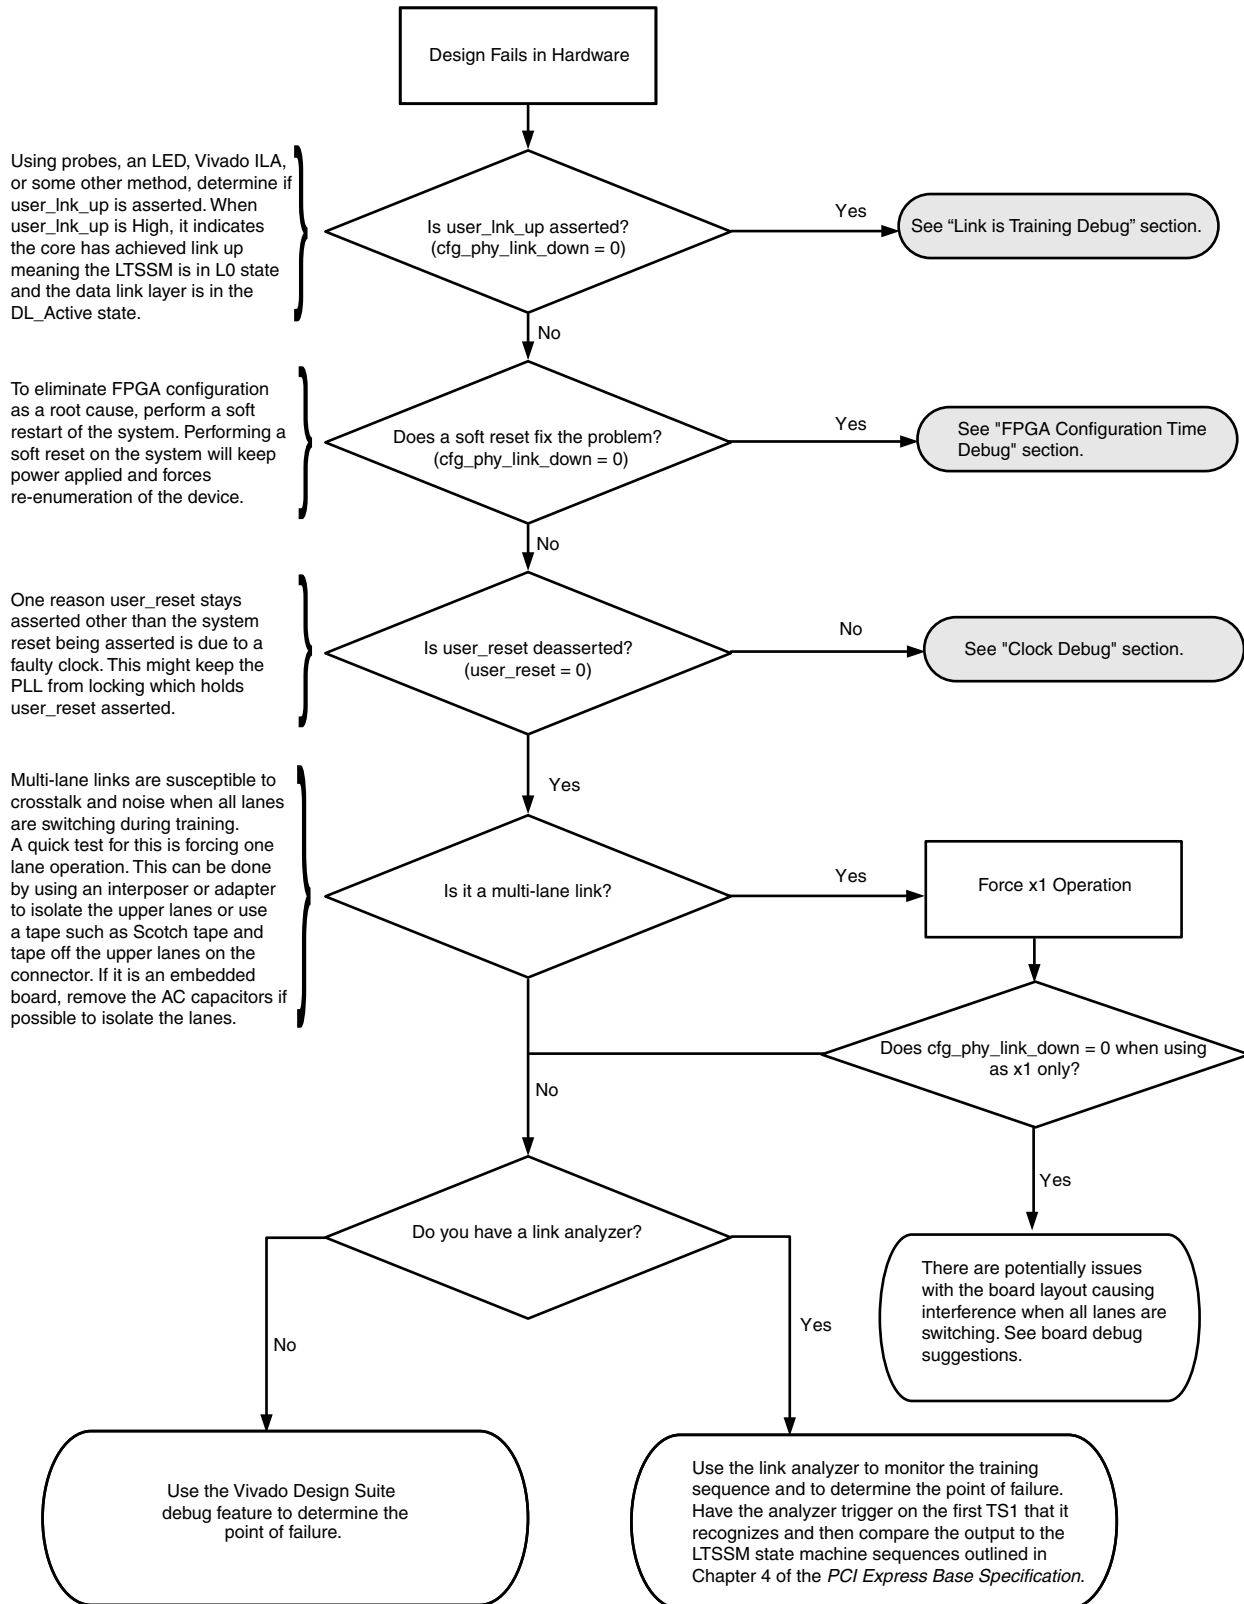 Design Fails in Hardware
Using probes, an LED, Vivado ILA,
or some other method, determine if
user_lnk_up is asserted. When
user_lnk_up is High, it indicates
the core has achieved link up
meaning the LTSSM is in L0 state
and the data link layer is in the
DL_Active state.
Is user_lnk_up asserted?
(cfg_phy_link_down = 0)
Yes
See “Link is Training Debug” section.
No
To eliminate FPGA configuration
as a root cause, perform a soft
restart of the system. Performing a
soft reset on the system will keep
power applied and forces
re-enumeration of the device.
Does a soft reset fix the problem?
(cfg_phy_link_down = 0)
Yes
See "FPGA Configuration Time
Debug" section.
No
One reason user_reset stays
asserted other than the system
reset being asserted is due to a
faulty clock. This might keep the
PLL from locking which holds
user_reset asserted.
Is user_reset deasserted?
(user_reset = 0)
No
See "Clock Debug" section.
Yes
Multi-lane links are susceptible to
crosstalk and noise when all lanes
are switching during training.
A quick test for this is forcing one
lane operation. This can be done
by using an interposer or adapter
to isolate the upper lanes or use
a tape such as Scotch tape and
tape off the upper lanes on the
connector. If it is an embedded
board, remove the AC capacitors if
possible to isolate the lanes.
Is it a multi-lane link?
Yes
Force x1 Operation
Does cfg_phy_link_down = 0 when using
as x1 only?
No
Yes
Do you have a link analyzer?
There are potentially issues
with the board layout causing
interference when all lanes are
switching. See board debug
suggestions.
No
Yes
Use the Vivado Design Suite
debug feature to determine the
point of failure.
Use the link analyzer to monitor the training
sequence and to determine the point of failure.
Have the analyzer trigger on the first TS1 that it
recognizes and then compare the output to the
LTSSM state machine sequences outlined in
Chapter 4 of the PCI Express Base Specification.